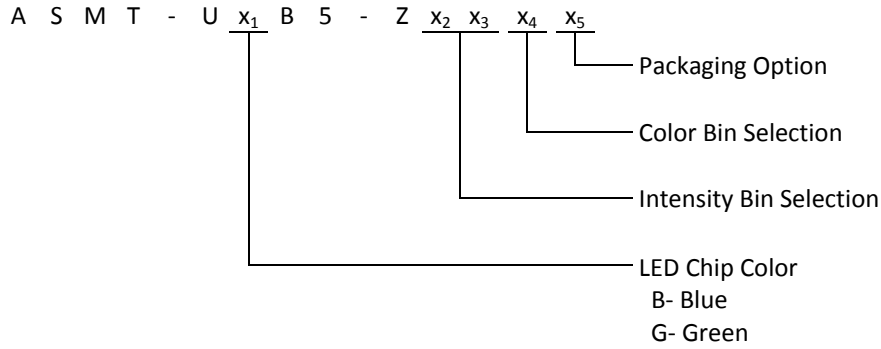 A S M T - U x₁ B 5 - Z x₂ x₃ x₄ x₅
Packaging Option
Color Bin Selection
Intensity Bin Selection
LED Chip Color
B- Blue
G- Green